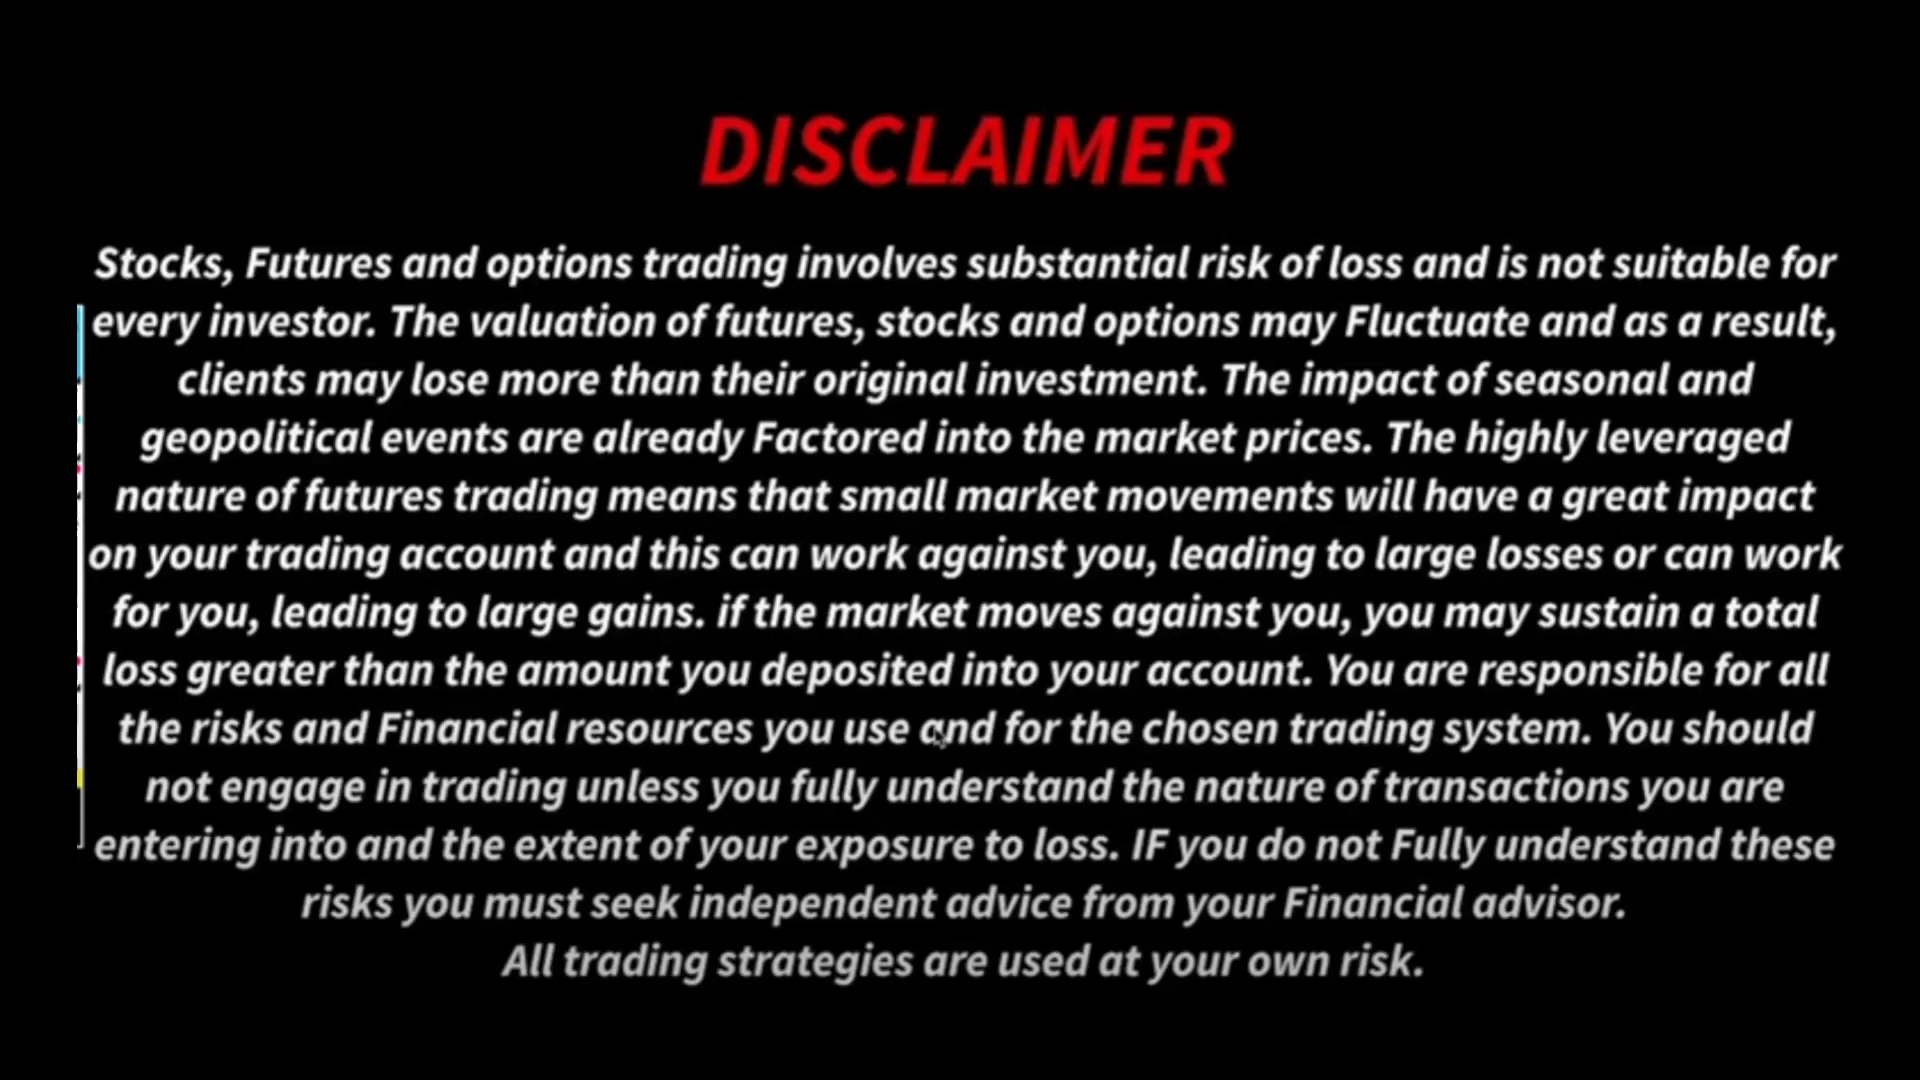 DISCLAIMER
Stocks, Futures and options trading involves substantial risk of loss and is not suitable for
every investor. The valuation of futures, stocks and options may Fluctuate and as a result,
clients may lose more than their original investment. The impact of seasonal and
geopolitical events are already Factored into the market prices. The highly leveraged
nature of futures trading means that small market movements will have a great impact
on your trading account and this can work against you, leading to large losses or can work
for you, leading to large gains. if the market moves against you, you may sustain a total
loss greater than the amount you deposited into your account. You are responsible for all
the risks and Financial resources you use and for the chosen trading system. You should
not engage in trading unless you fully understand the nature of transactions you are
entering into and the extent of your exposure to loss. IF you do not Fully understand these
risks you must seek independent advice from your Financial advisor.
All trading strategies are used at your own risk.